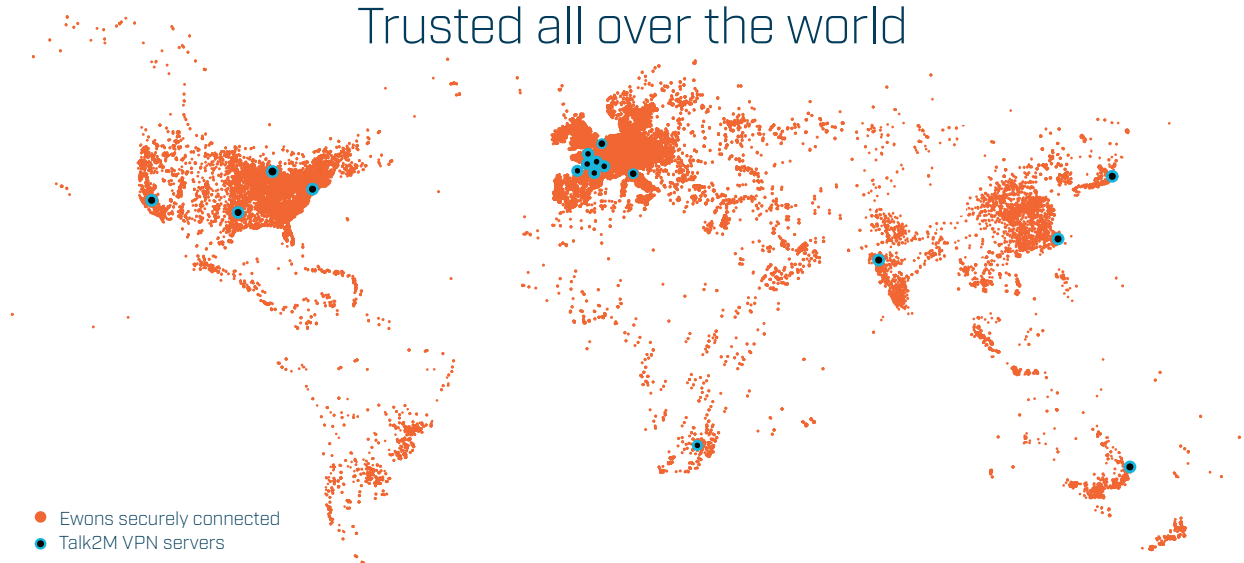 Trusted all over the world
Ewons securely connected
Talk2M VPN servers